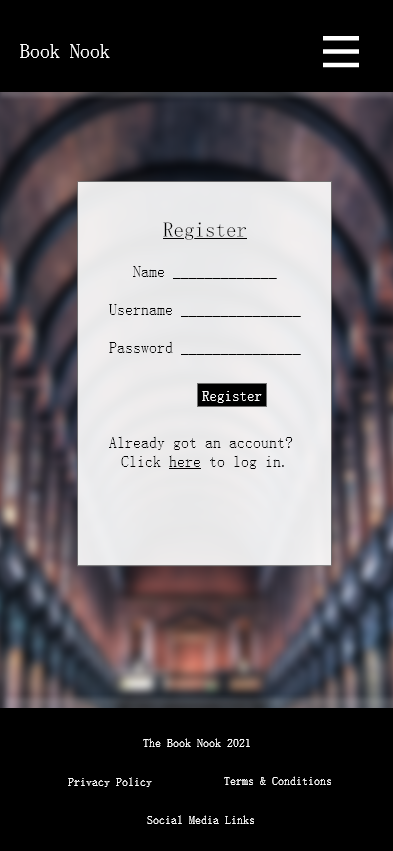 Book Nook
Register
Name _____________
Username _______________
Password _______________
Register
Already got an account?
Click here to log in.
The Book Nook 2021
Privacy Policy Terms & Conditions
Social Media Links